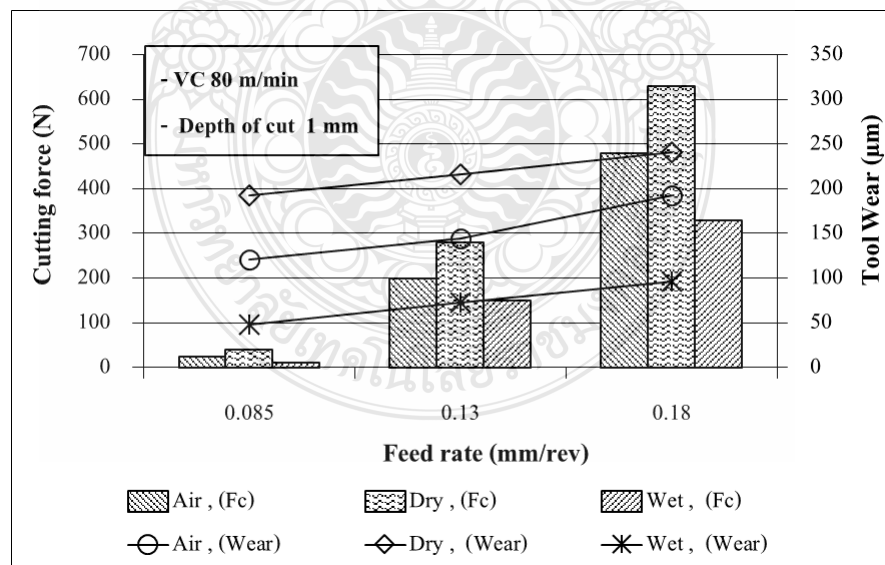 700
600
500
400
300
200
100
0
Cutting force (N)
- VC 80 m/min
- Depth of cut 1 mm
350
300
250
200
150
100
50
0
Tool Wear (µm)
0.085 0.13 0.18
Feed rate (mm/rev)
Air , (Fc) Dry , (Fc) Wet , (Fc)
Air , (Wear) Dry , (Wear) Wet , (Wear)